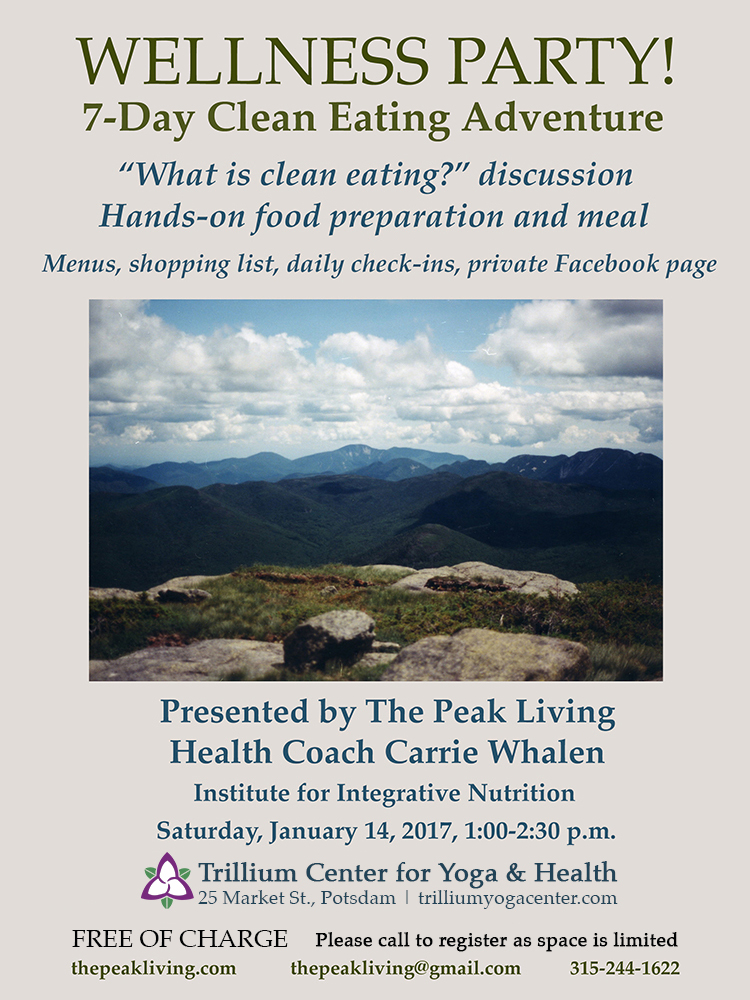 WELLNESS PARTY!
7-Day Clean Eating Adventure
“What is clean eating?” discussion
Hands-on food preparation and meal
Menus, shopping list, daily check-ins, private Facebook page
Presented by The Peak Living
Health Coach Carrie Whalen
Institute for Integrative Nutrition
Saturday, January 14, 2017, 1:00-2:30 p.m.
Trillium Center for Yoga & Health
25 Market St., Potsdam | trilliumyogacenter.com
FREE OF CHARGE Please call to register as space is limited
thepeakliving.com thepeakliving@gmail.com 315-244-1622